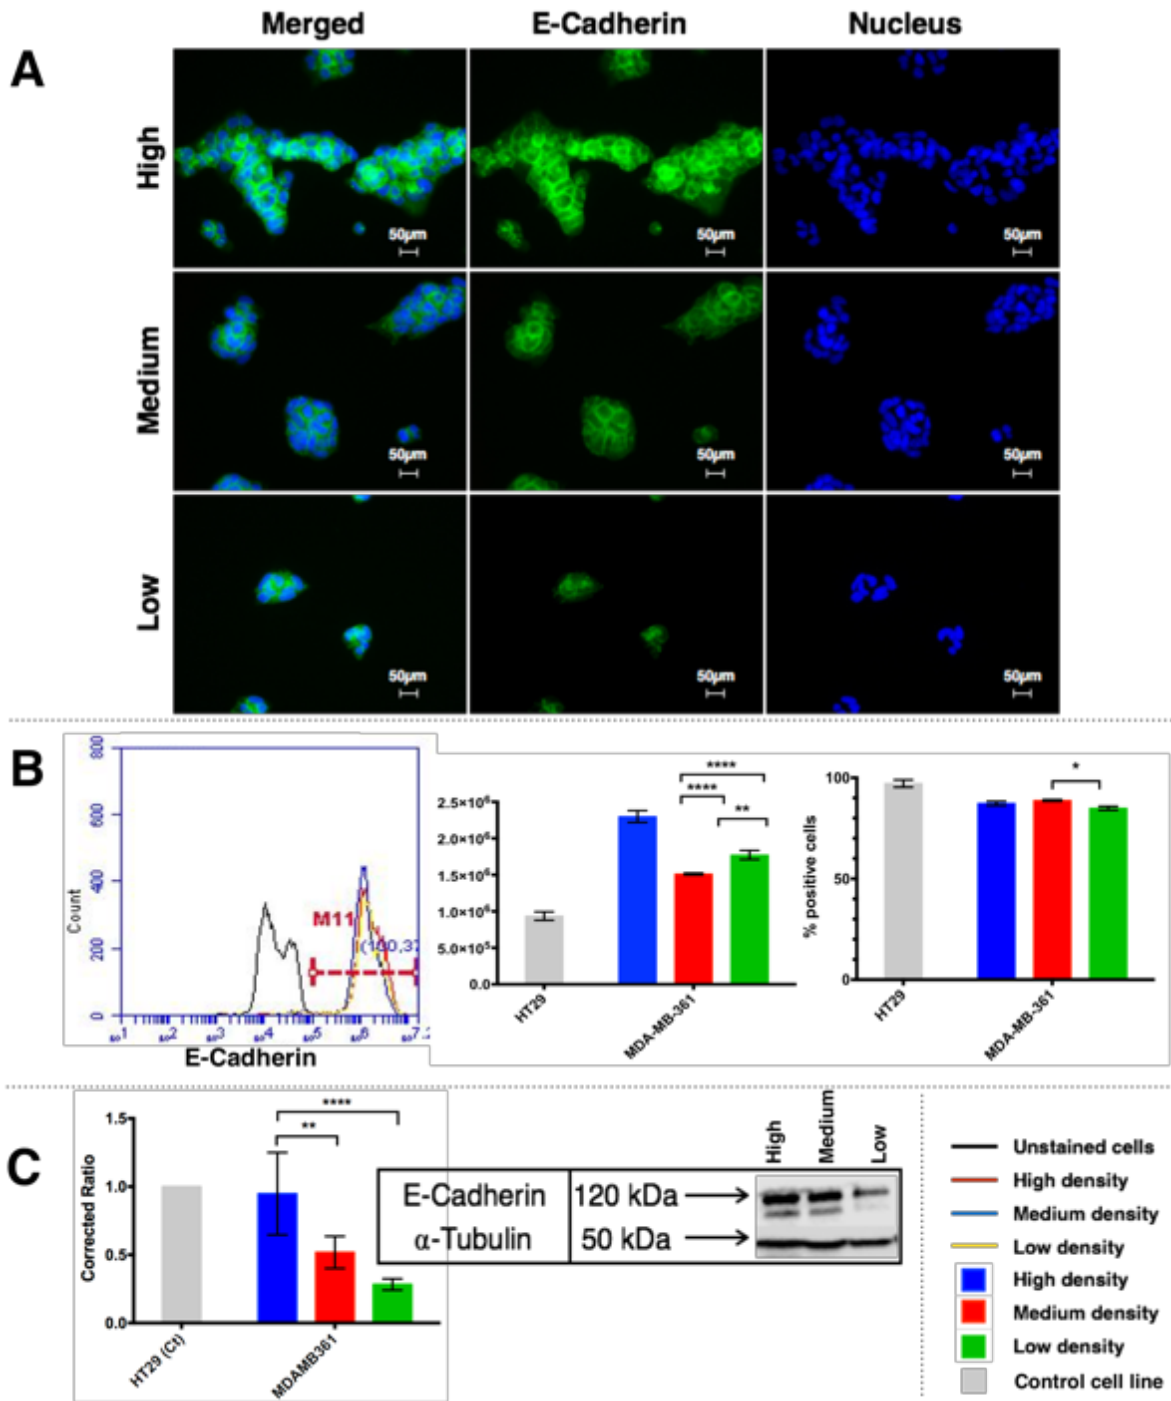 Merged E-Cadherin Nucleus
A
High
50µm 50µm 50µm
Medium
50µm 50µm 50µm
Low
50µm 50µm 50µm
B
800
600
400
200
0
Count
M11
E-Cadherin
2.5×10⁶
2.0×10⁶
1.5×10⁶
1.0×10⁶
5.0×10⁵
0.0
****
****
**
HT29
MDA-MB-361
% positive cells
100
50
0
*
HT29
MDA-MB-361
C
Corrected Ratio
1.5
1.0
0.5
0.0
****
**
HT29 (Ct)
MDAMB361
High Medium Low
E-Cadherin 120 kDa
α-Tubulin 50 kDa
Unstained cells
High density
Medium density
Low density
High density
Medium density
Low density
Control cell line